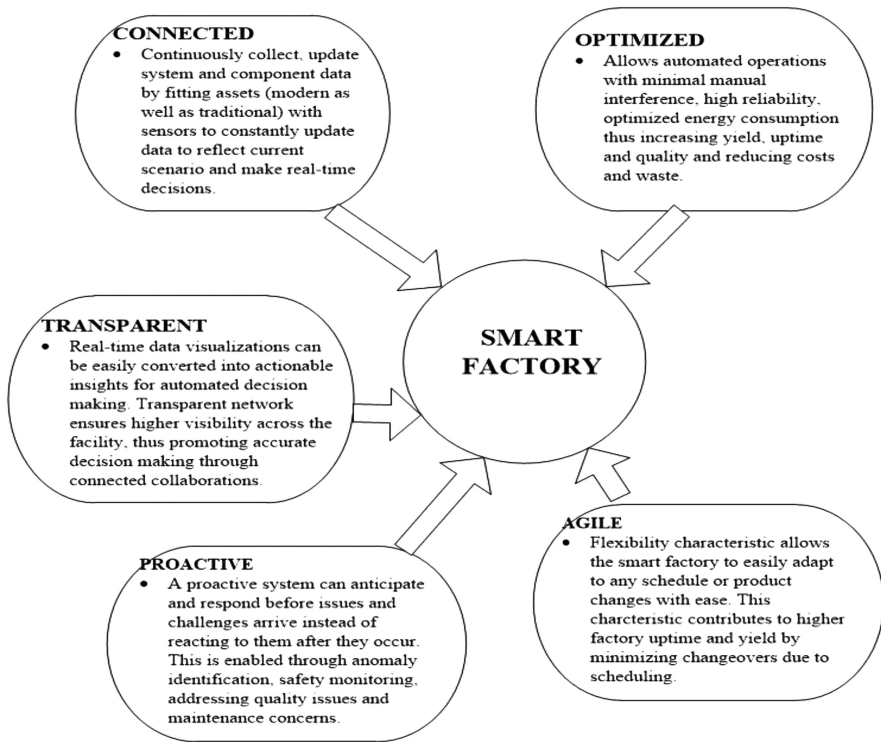 CONNECTED
• Continuously collect, update
system and component data
by fitting assets (modern as
well as traditional) with
sensors to constantly update
data to reflect current
scenario and make real-time
decisions.
OPTIMIZED
• Allows automated operations
with minimal manual
interference, high reliability,
optimized energy consumption
thus increasing yield, uptime
and quality and reducing costs
and waste.
SMART
FACTORY
TRANSPARENT
• Real-time data visualizations can
be easily converted into actionable
insights for automated decision
making. Transparent network
ensures higher visibility across the
facility, thus promoting accurate
decision making through
connected collaborations.
PROACTIVE
• A proactive system can anticipate
and respond before issues and
challenges arrive instead of
reacting to them after they occur.
This is enabled through anomaly
identification, safety monitoring,
addressing quality issues and
maintenance concerns.
AGILE
• Flexibility characteristic allows
the smart factory to easily adapt
to any schedule or product
changes with ease. This
charcteristic contributes to higher
factory uptime and yield by
minimizing changeovers due to
scheduling.